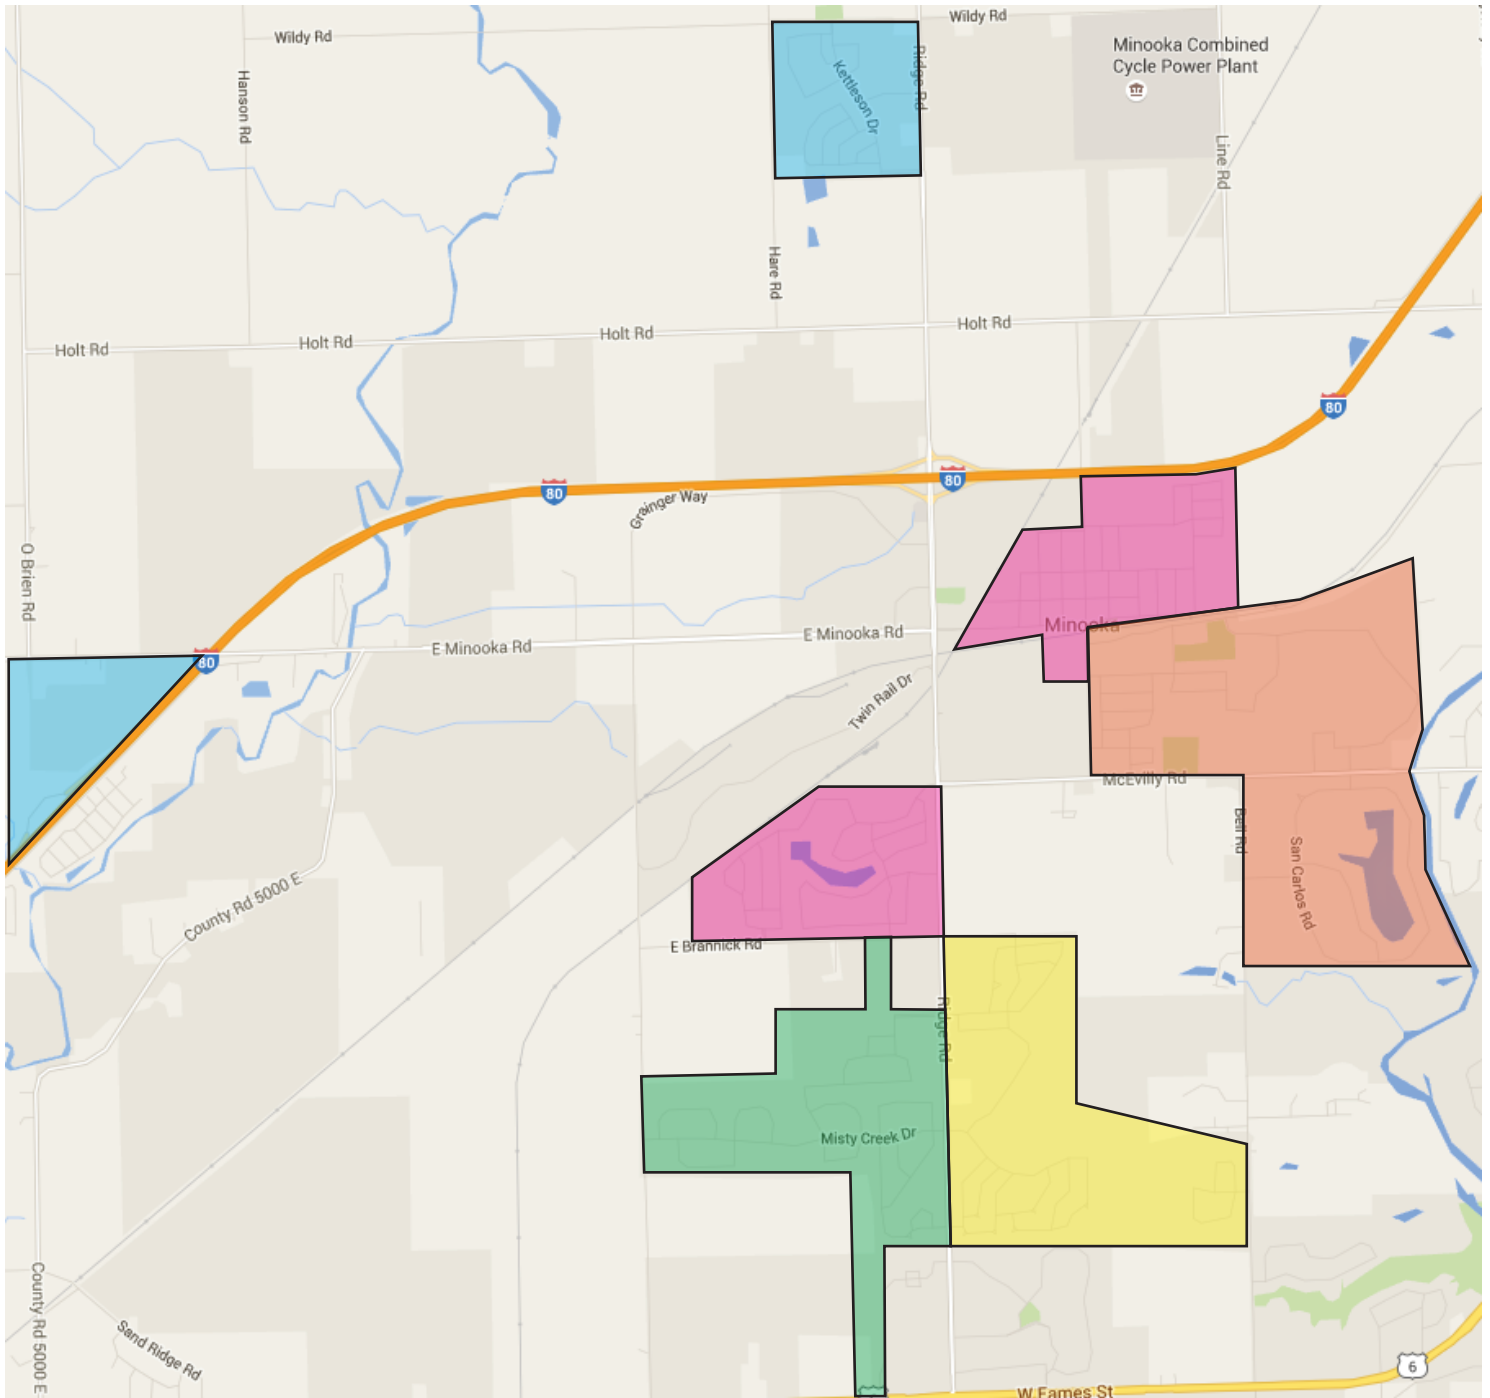 Wildy Rd
Wildy Rd
Minooka Combined
Cycle Power Plant
Hanson Rd
Kettleson Dr
Ridge Rd
Line Rd
Hare Rd
Holt Rd
Holt Rd
Holt Rd
Holt Rd
80
80
80
Grainger Way
O Brien Rd
E Minooka Rd
E Minooka Rd
Minooka
80
Twin Rail Dr
McEvilly Rd
Bell Rd
San Carlos Rd
County Rd 5000 E
E Brannick Rd
Ridge Rd
Misty Creek Dr
County Rd 5000 E
Sand Ridge Rd
6
W Eames St